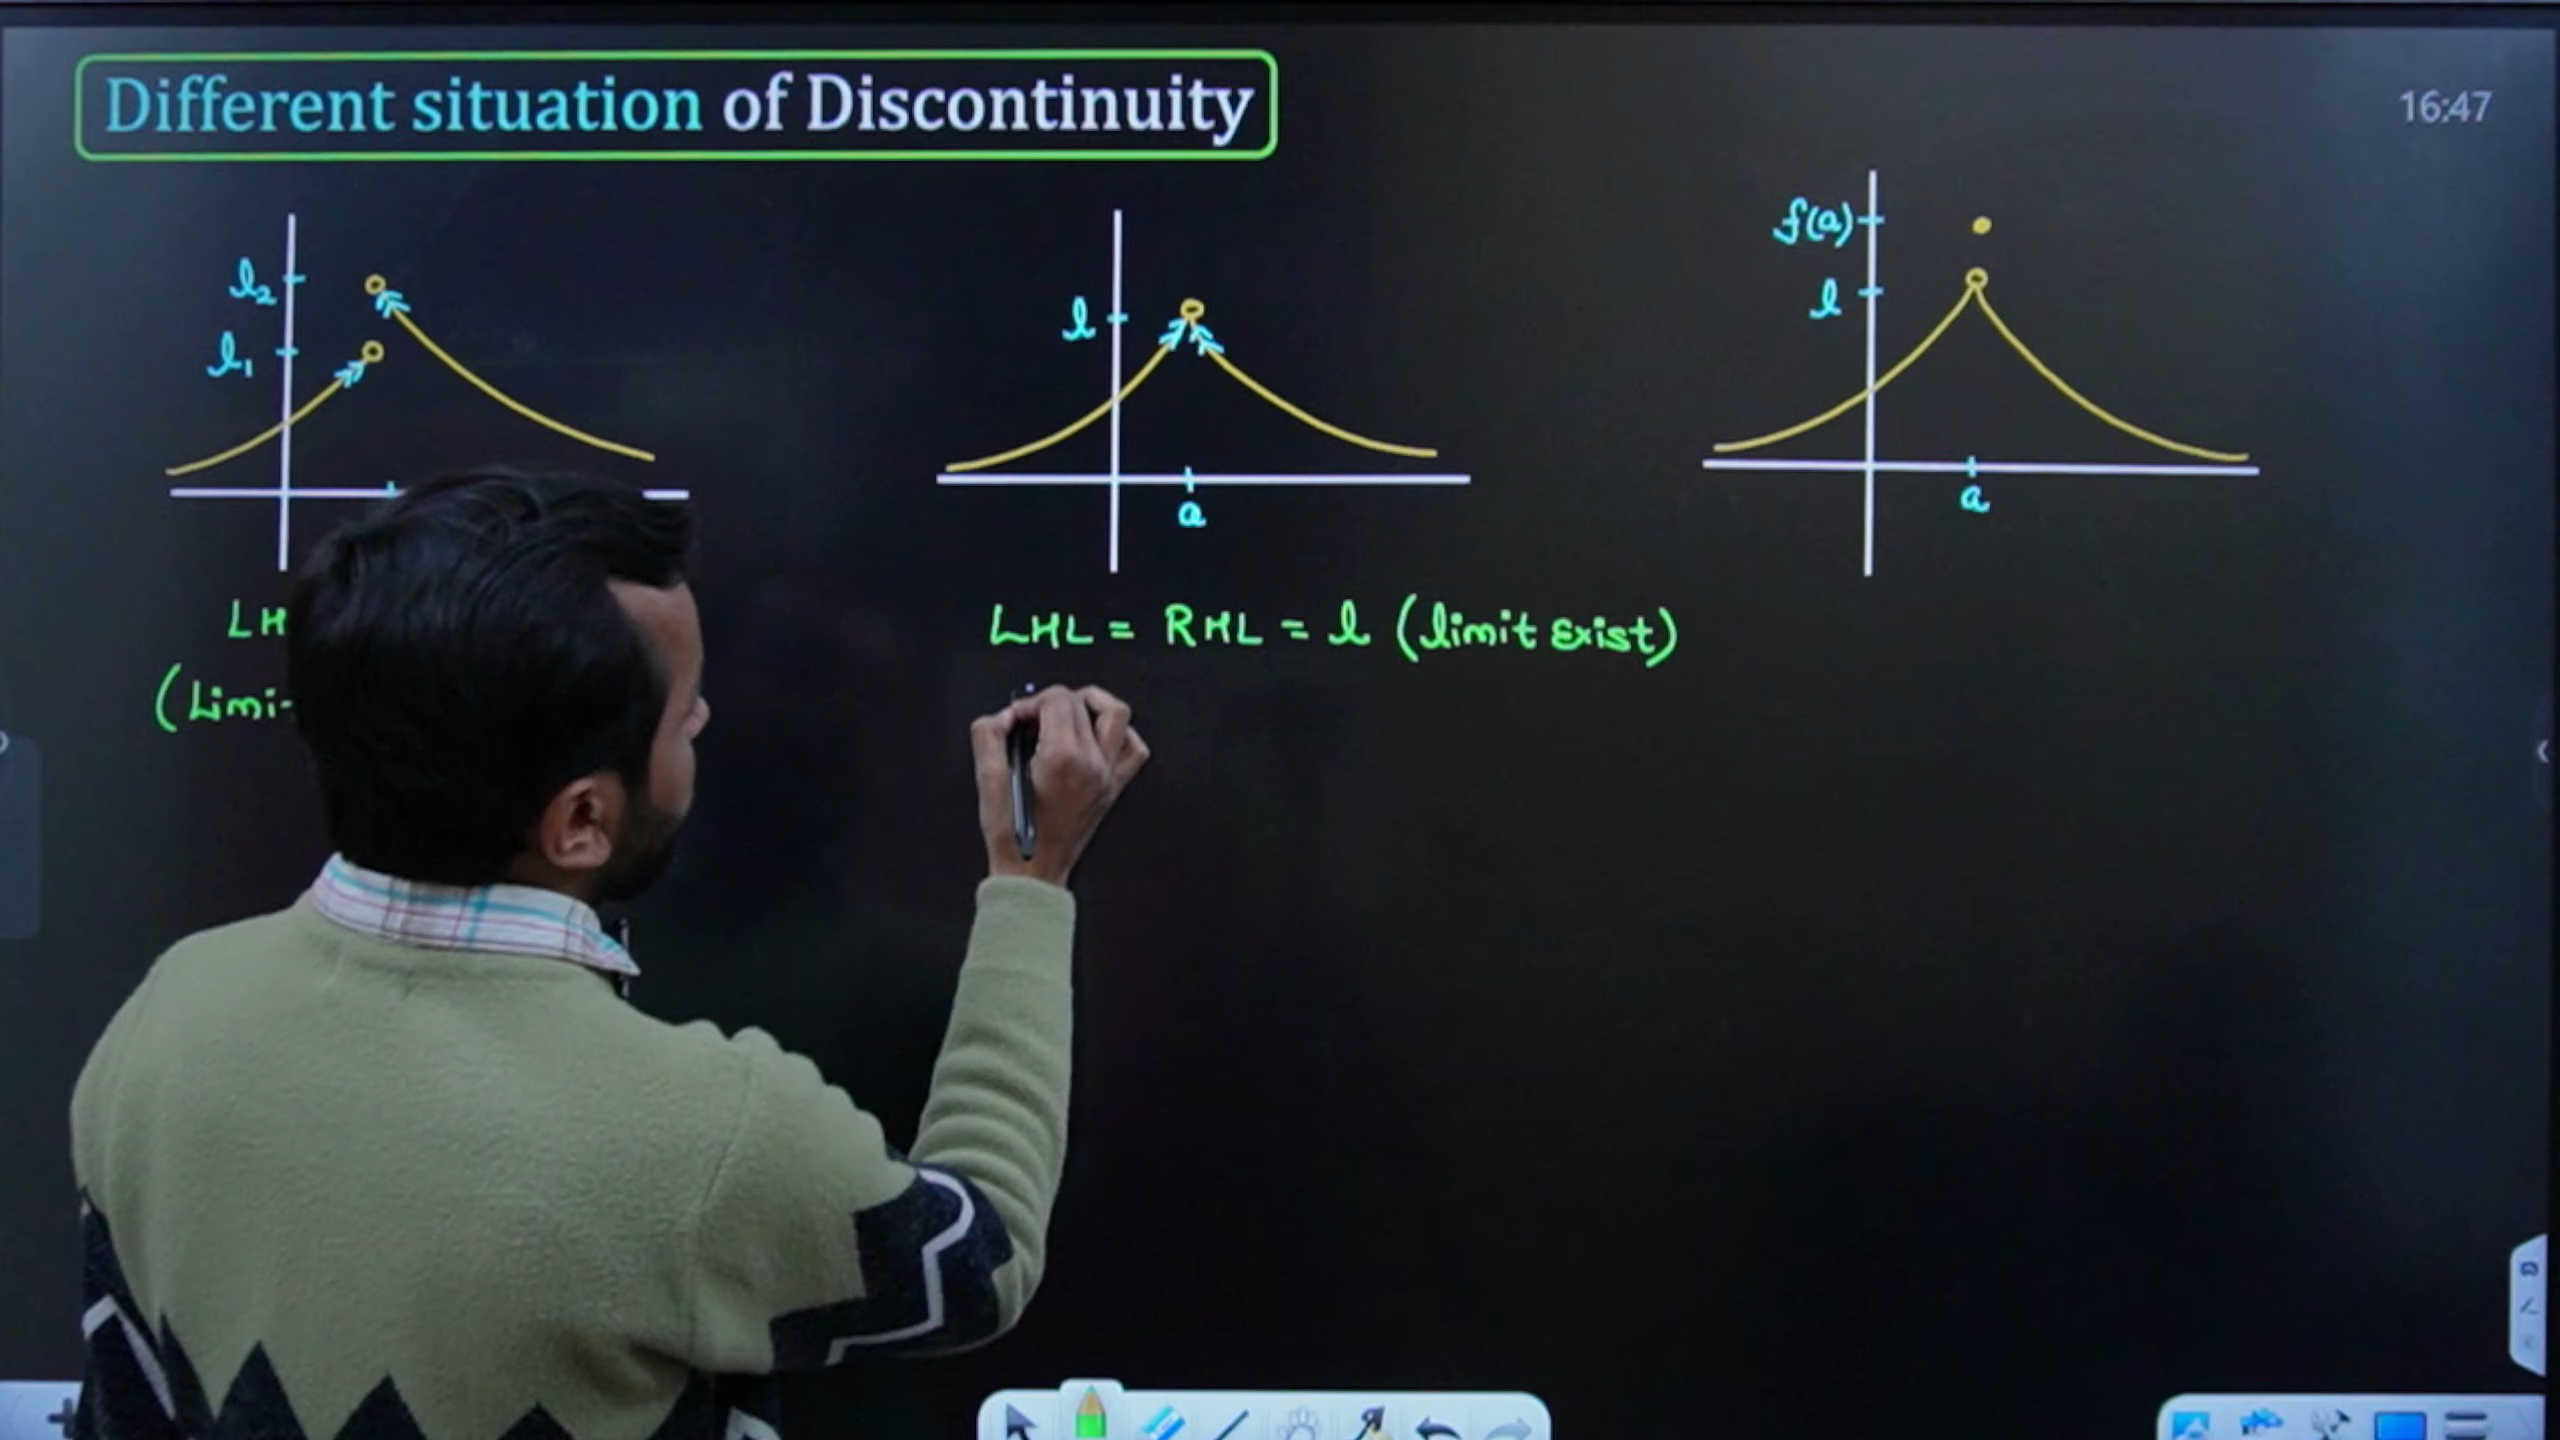 Different situation of Discontinuity
16:47
l₂
l₁
l
a
f(a)
l
a
LH
(Limi
LHL = RHL = l (limit exist)